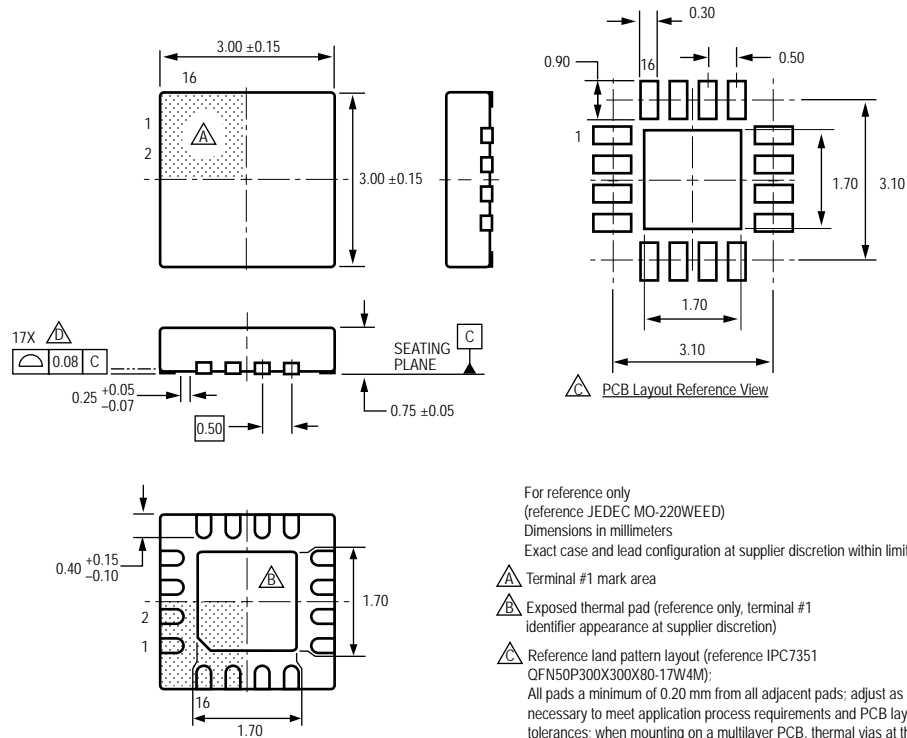 3.00 ±0.15
16
1
2
A
3.00 ±0.15
0.30
0.90
16
0.50
1
1.70
3.10
1.70
3.10
C PCB Layout Reference View
17X D
0.08 C
SEATING
PLANE
C
0.25 +0.05
–0.07
0.50
0.75 ±0.05
0.40 +0.15
–0.10
B
2
1
16
1.70
1.70
For reference only
(reference JEDEC MO-220WEED)
Dimensions in millimeters
Exact case and lead configuration at supplier discretion within limit
A Terminal #1 mark area
B Exposed thermal pad (reference only, terminal #1
identifier appearance at supplier discretion)
C Reference land pattern layout (reference IPC7351
QFN50P300X300X80-17W4M);
All pads a minimum of 0.20 mm from all adjacent pads; adjust as
necessary to meet application process requirements and PCB lay
tolerances; when mounting on a multilayer PCB, thermal vias at th